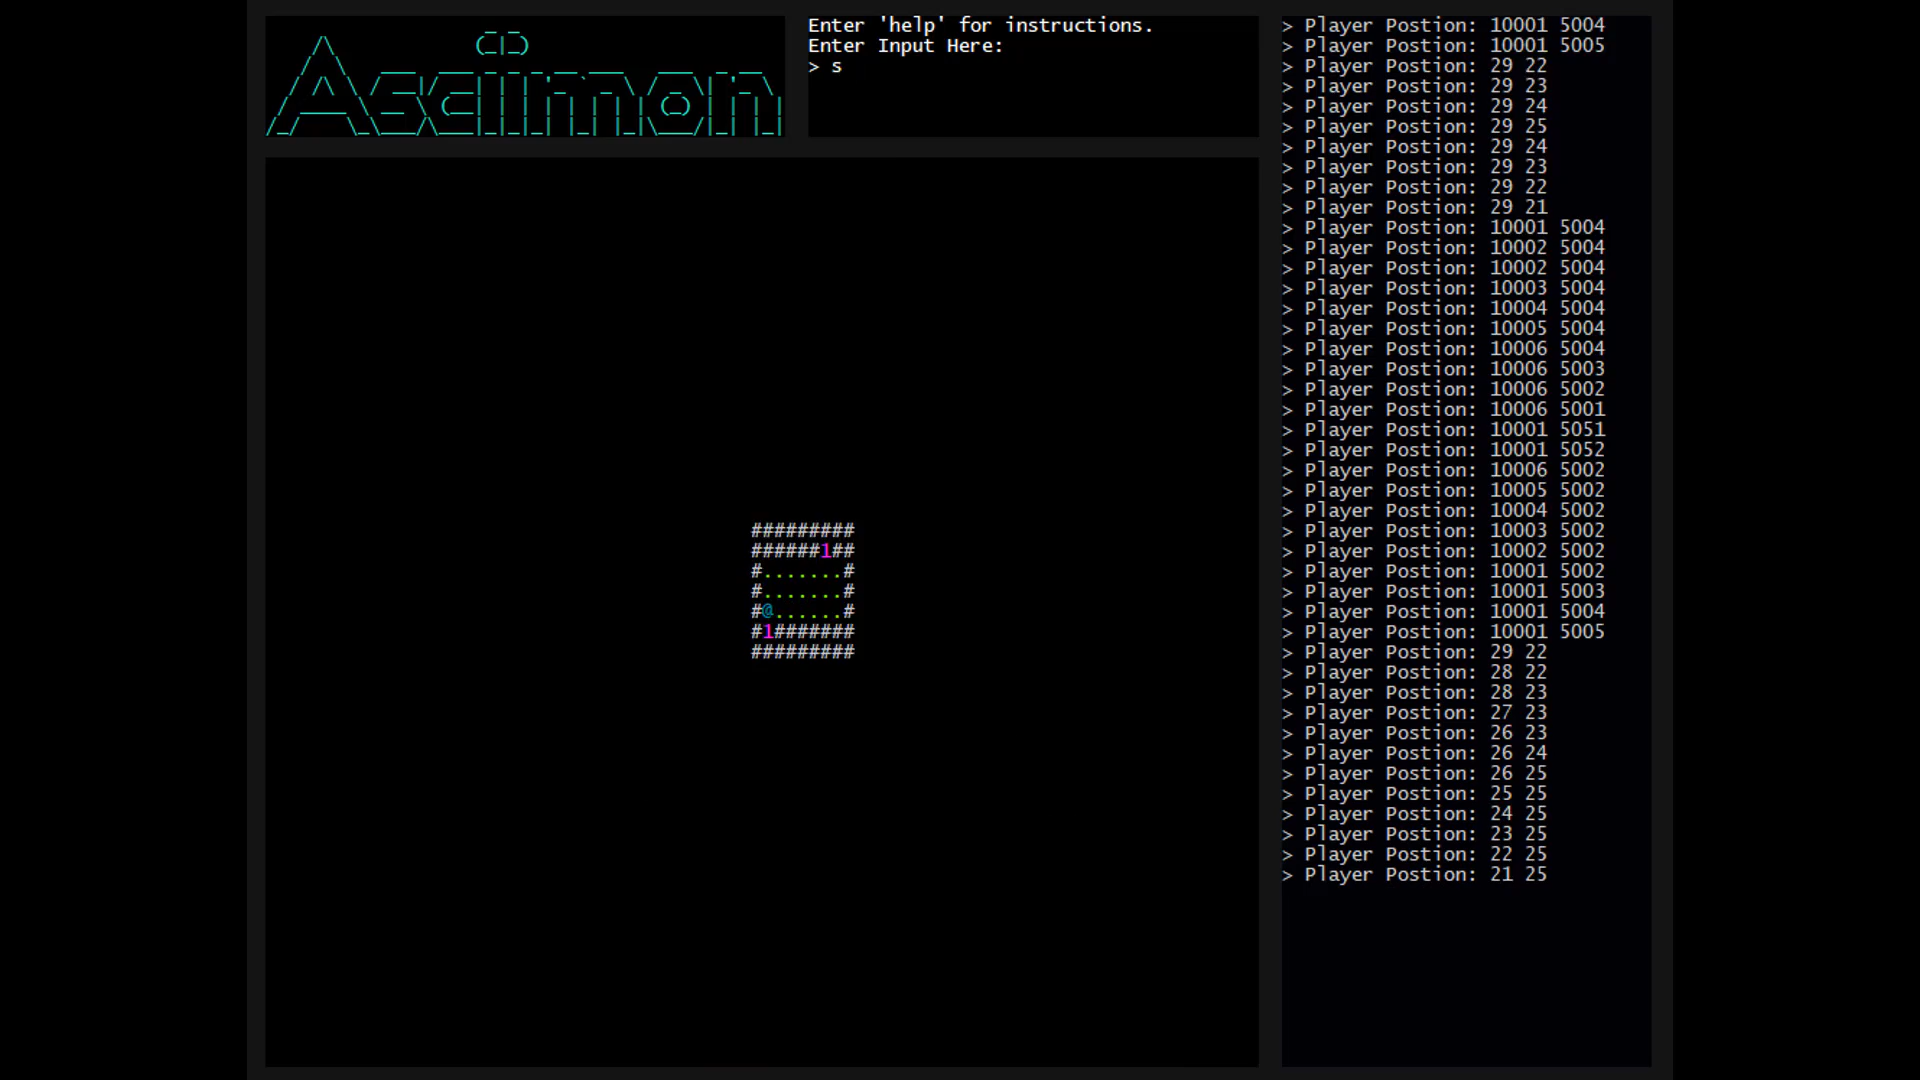 Asciimon
Enter 'help' for instructions.
Enter Input Here:
> s
#########
######1##
#.......#
#.......#
#@......#
#1#######
#########
> Player Postion: 10001 5004
> Player Postion: 10001 5005
> Player Postion: 29 22
> Player Postion: 29 23
> Player Postion: 29 24
> Player Postion: 29 25
> Player Postion: 29 24
> Player Postion: 29 23
> Player Postion: 29 22
> Player Postion: 29 21
> Player Postion: 10001 5004
> Player Postion: 10002 5004
> Player Postion: 10002 5004
> Player Postion: 10003 5004
> Player Postion: 10004 5004
> Player Postion: 10005 5004
> Player Postion: 10006 5004
> Player Postion: 10006 5003
> Player Postion: 10006 5002
> Player Postion: 10006 5001
> Player Postion: 10001 5051
> Player Postion: 10001 5052
> Player Postion: 10006 5002
> Player Postion: 10005 5002
> Player Postion: 10004 5002
> Player Postion: 10003 5002
> Player Postion: 10002 5002
> Player Postion: 10001 5002
> Player Postion: 10001 5003
> Player Postion: 10001 5004
> Player Postion: 10001 5005
> Player Postion: 29 22
> Player Postion: 28 22
> Player Postion: 28 23
> Player Postion: 27 23
> Player Postion: 26 23
> Player Postion: 26 24
> Player Postion: 26 25
> Player Postion: 25 25
> Player Postion: 24 25
> Player Postion: 23 25
> Player Postion: 22 25
> Player Postion: 21 25